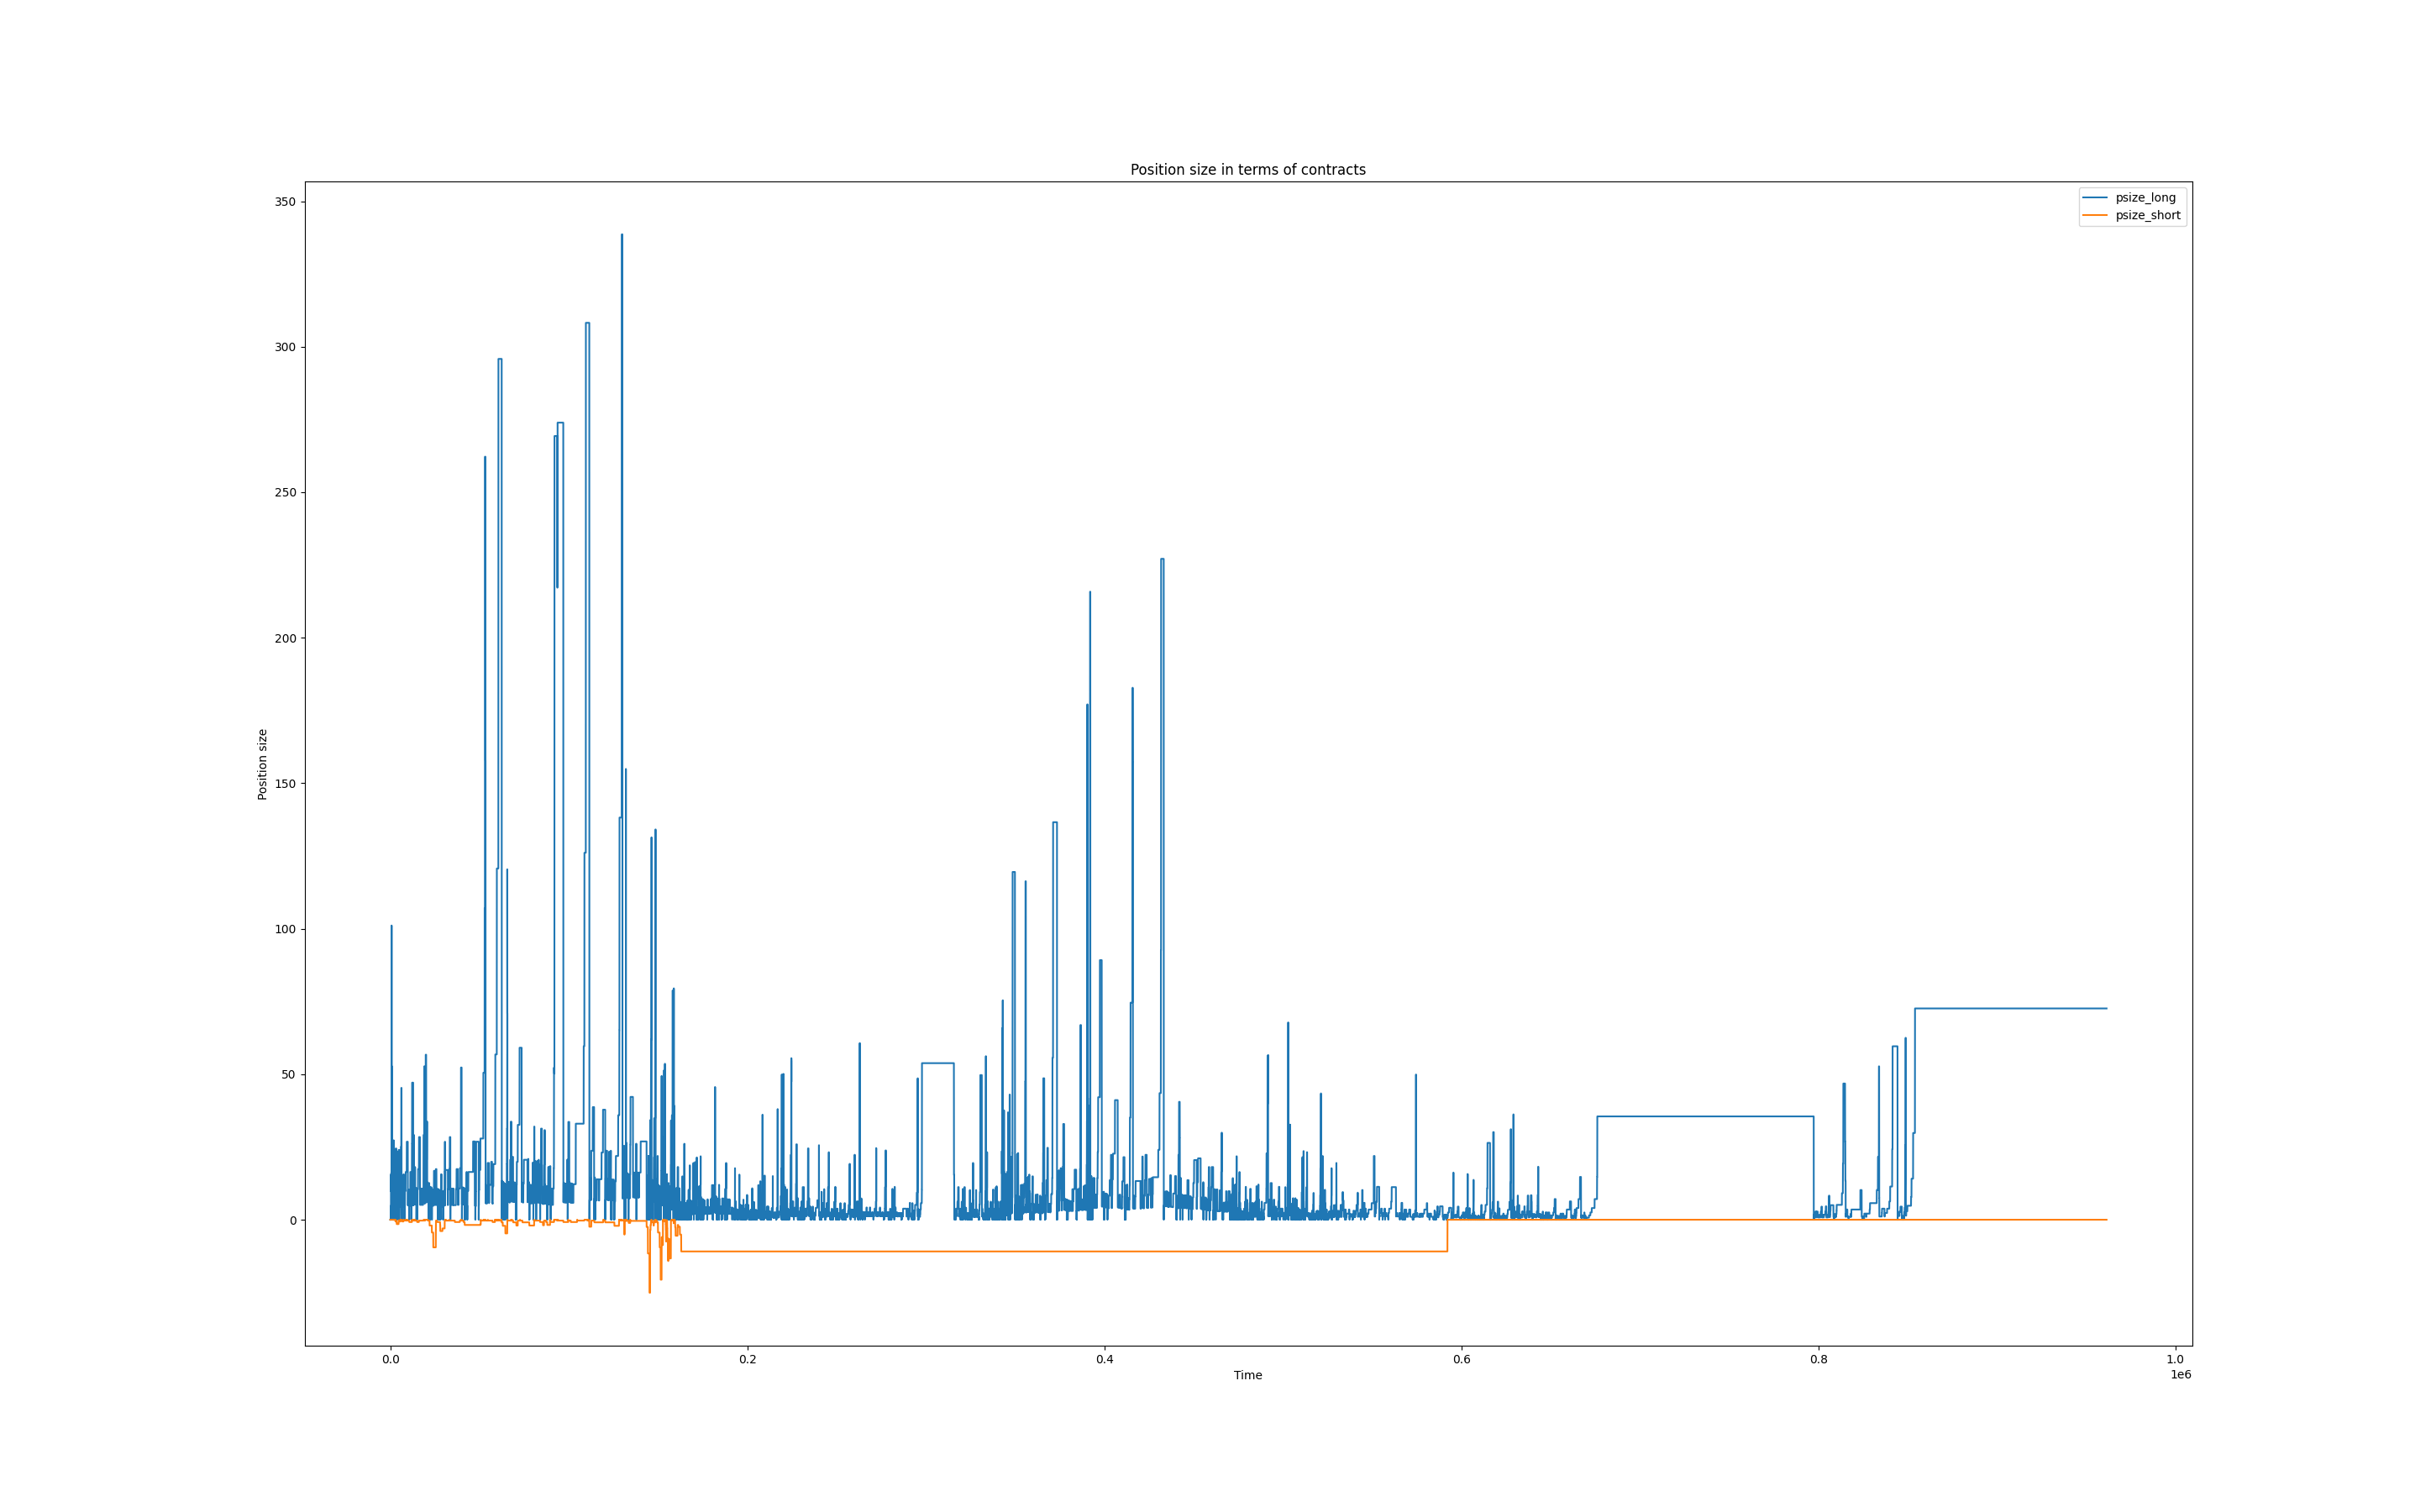 Position size in terms of contracts
psize_long
psize_short
350
300
250
200
150
100
50
0
Position size
0.0 0.2 0.4 0.6 0.8 1.0
Time
1e6